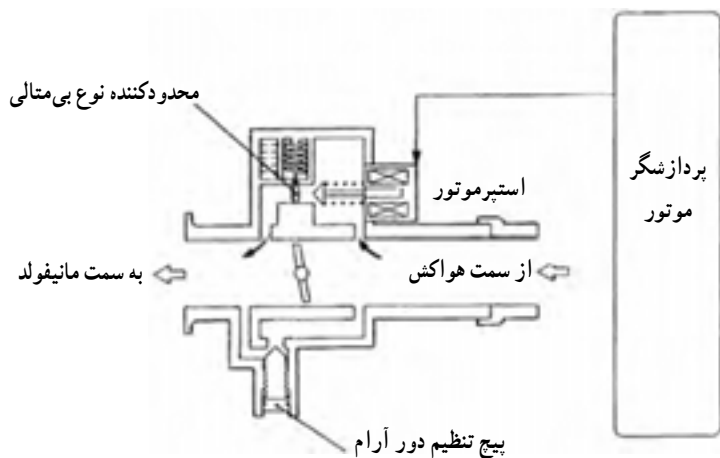 محدودکننده نوع بی‌متالی
پردازشگر
موتور
استپرموتور
از سمت هواکش
به سمت مانیفولد
پیچ تنظیم دور آرام